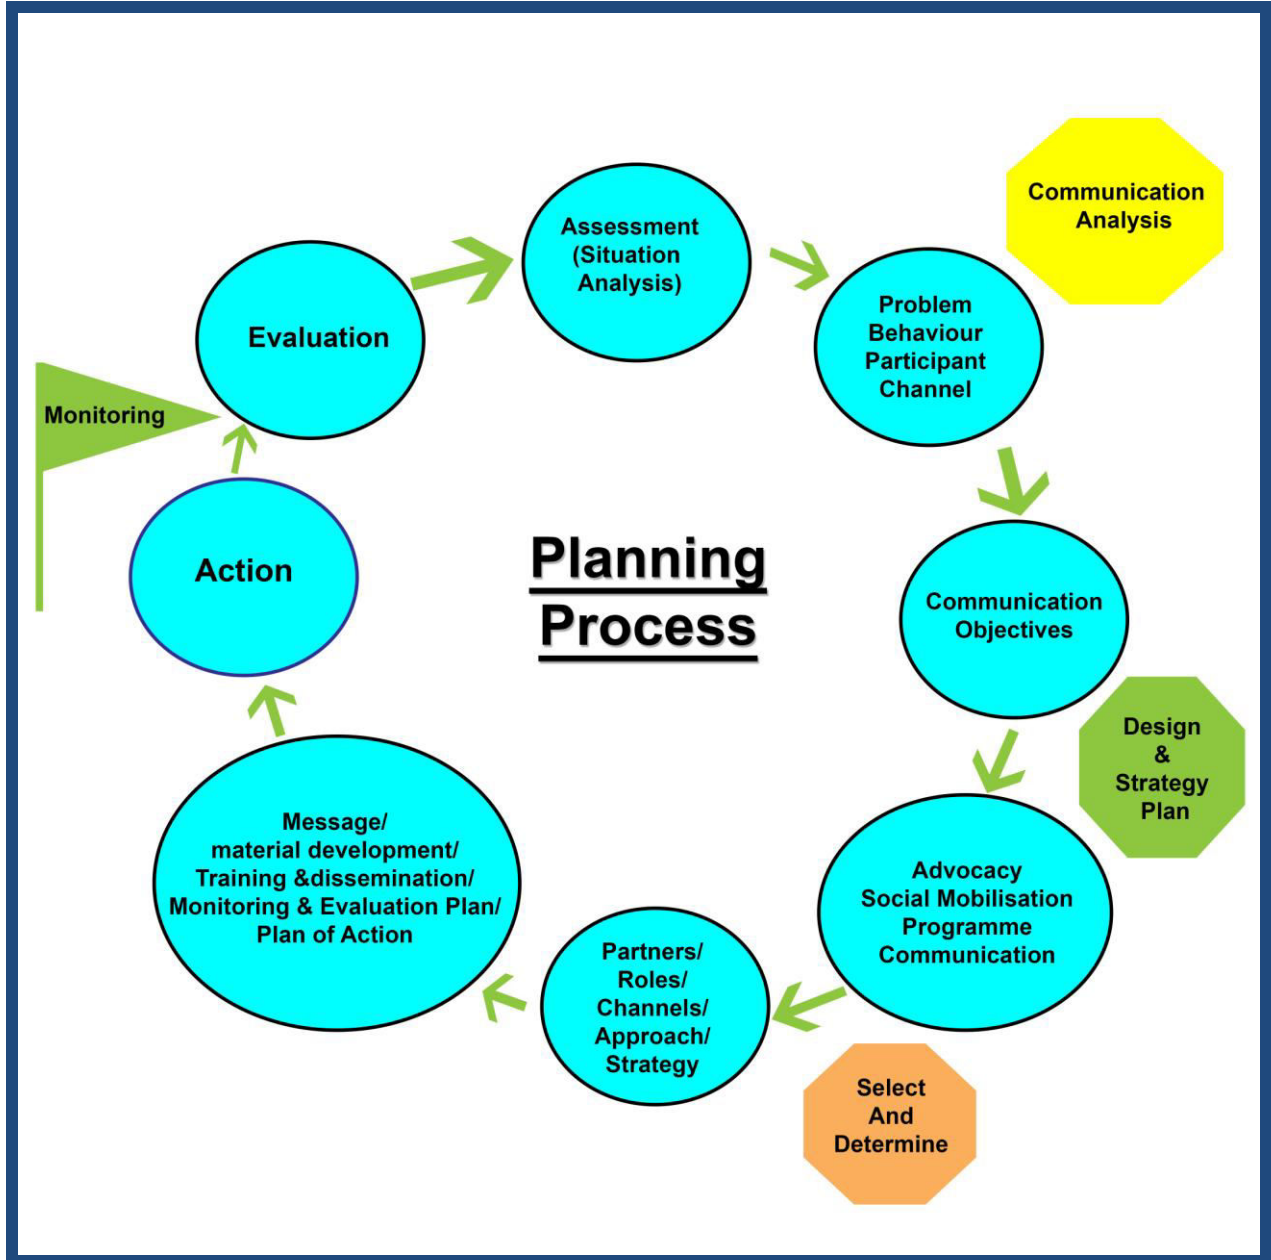 Planning
Process
Assessment
(Situation
Analysis)
Communication
Analysis
Problem
Behaviour
Participant
Channel
Communication
Objectives
Design
&
Strategy
Plan
Advocacy
Social Mobilisation
Programme
Communication
Select
And
Determine
Partners/
Roles/
Channels/
Approach/
Strategy
Message/
material development/
Training &dissemination/
Monitoring & Evaluation Plan/
Plan of Action
Action
Monitoring
Evaluation